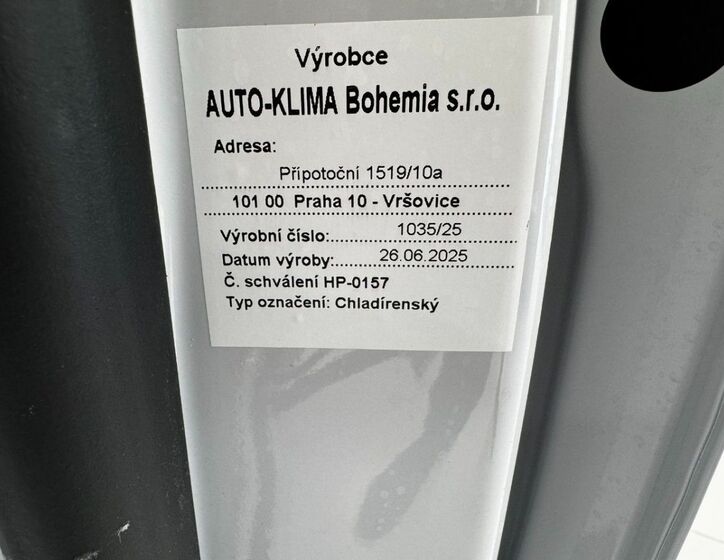 Výrobce
AUTO-KLIMA Bohemia s.r.o.
Adresa:
Přípotoční 1519/10a
101 00 Praha 10 - Vršovice
Výrobní číslo:..........1035/25
Datum výroby:........26.06.2025
Č. schválení HP-0157
Typ označení: Chladírenský